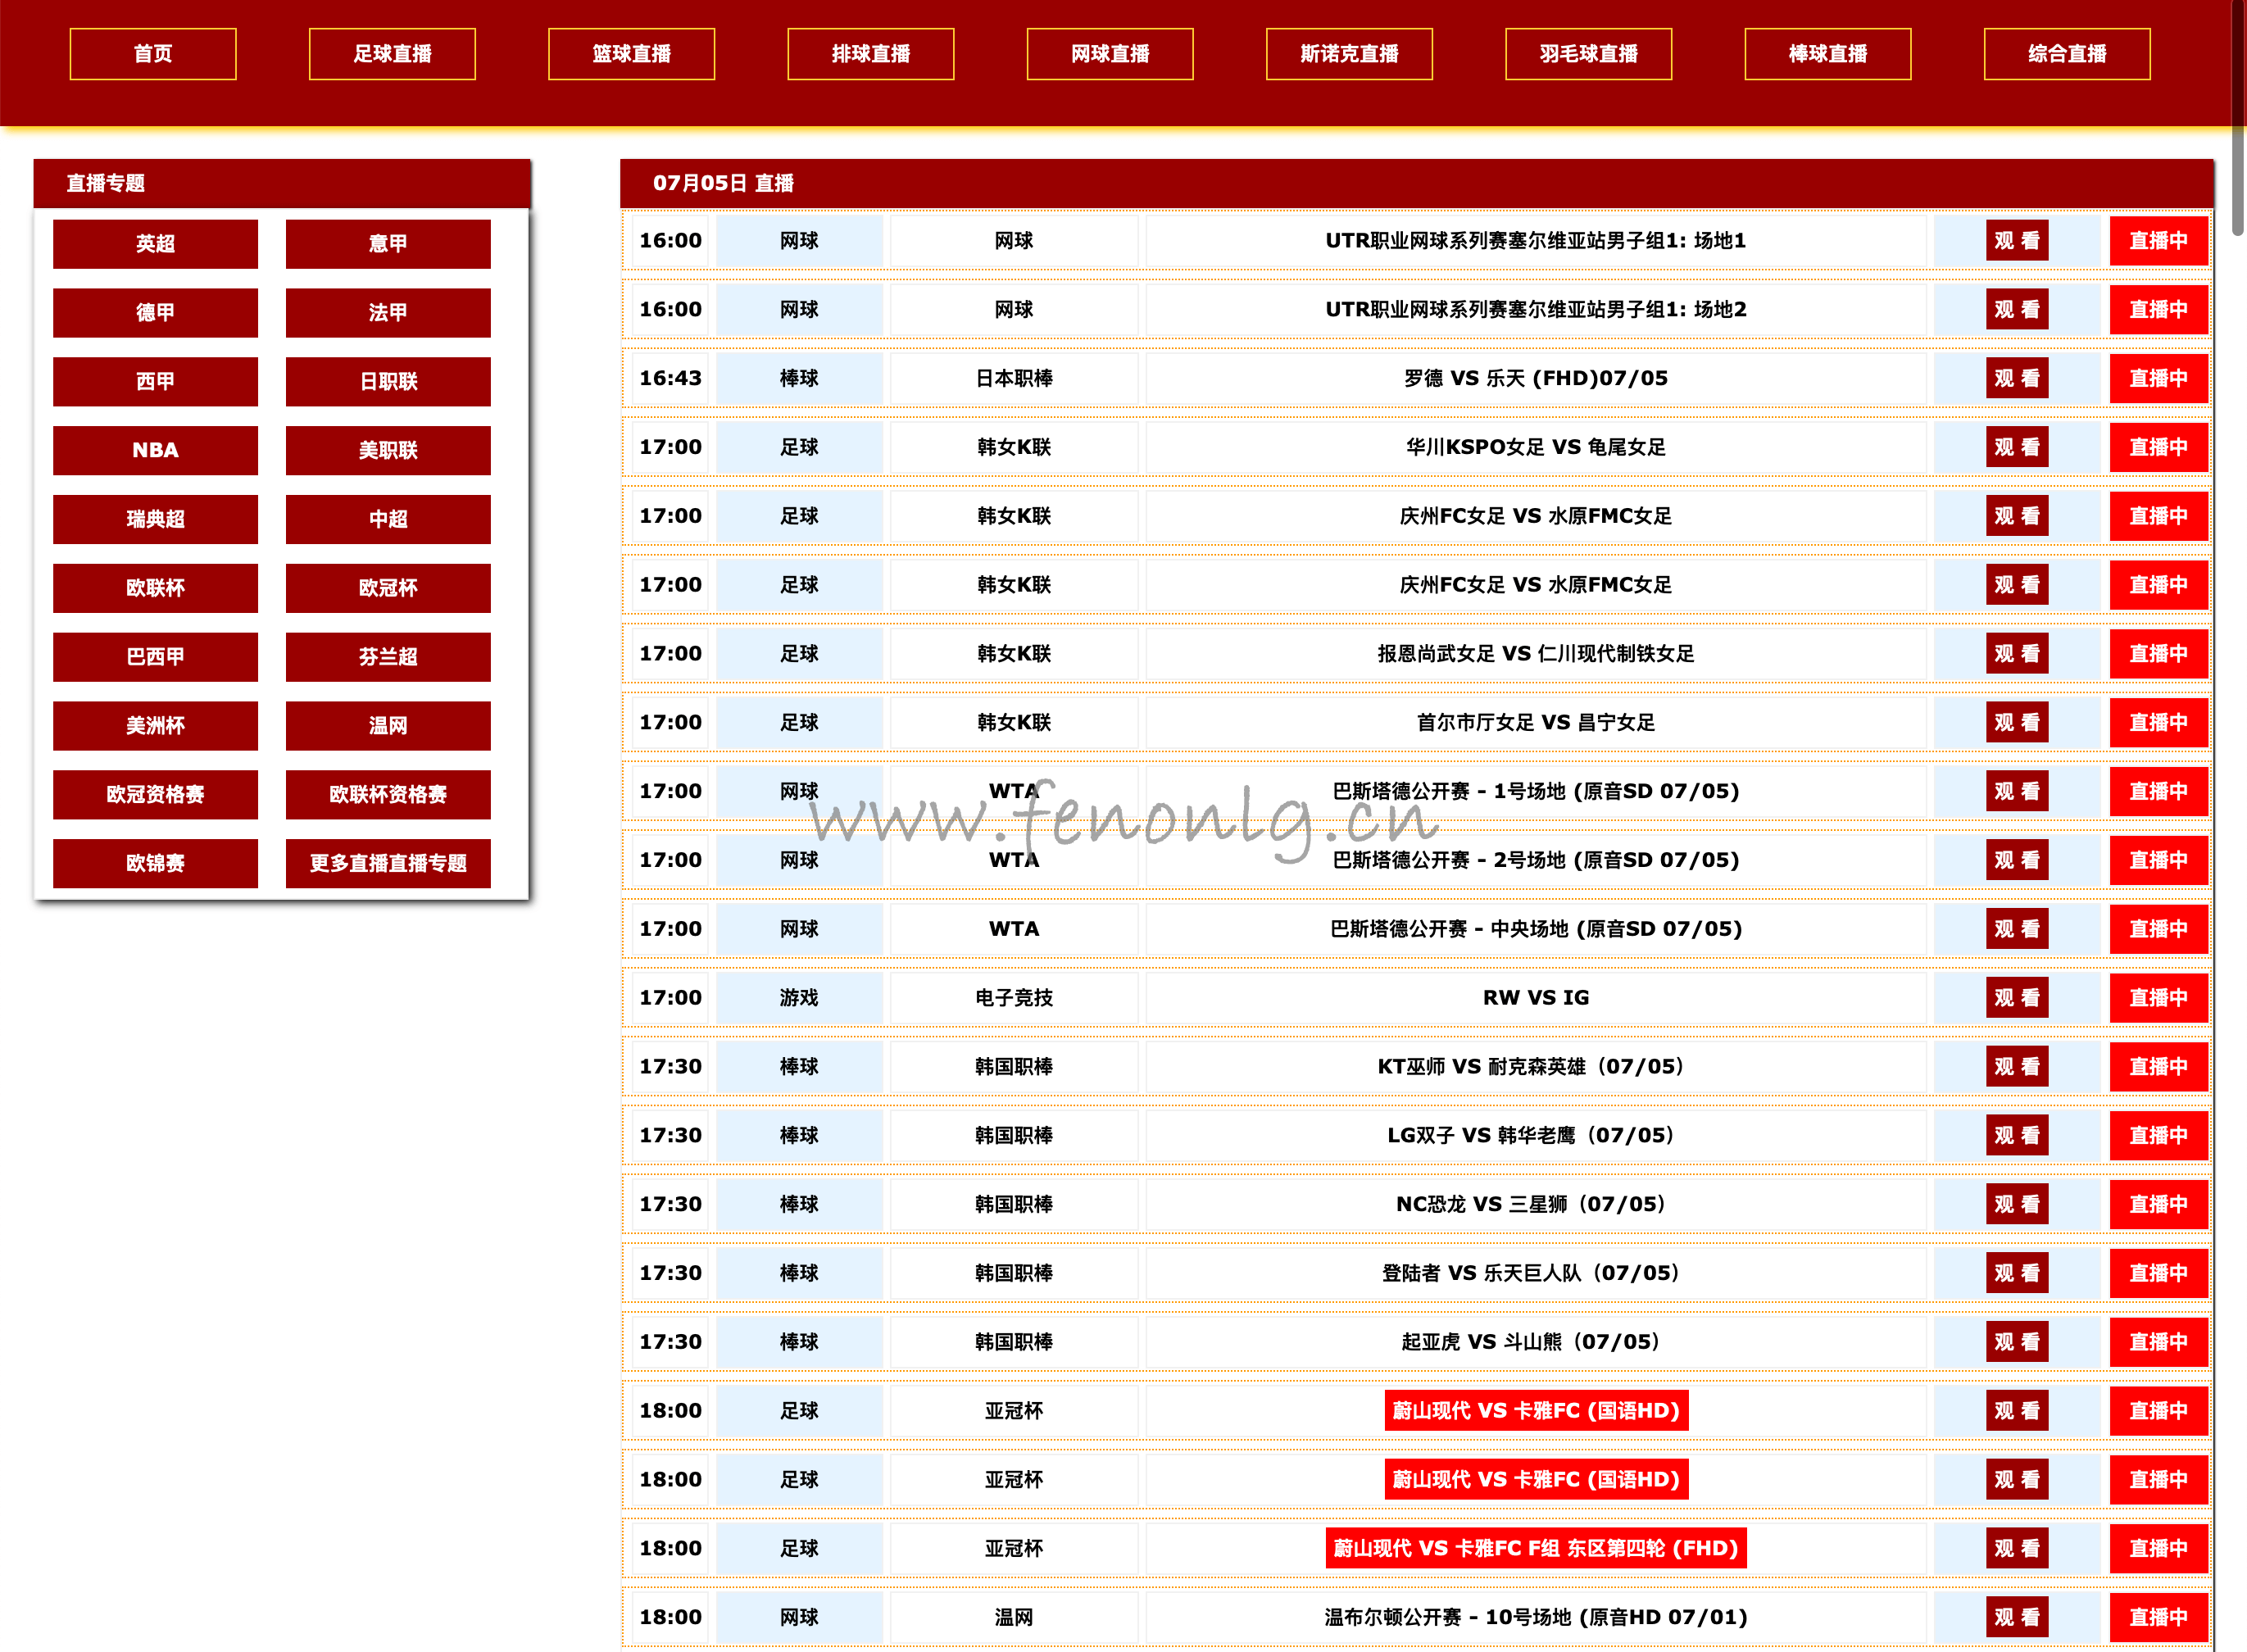 首页 足球直播 篮球直播 排球直播 网球直播 斯诺克直播 羽毛球直播 棒球直播 综合直播
直播专题
英超 意甲
德甲 法甲
西甲 日职联
NBA 美职联
瑞典超 中超
欧联杯 欧冠杯
巴西甲 芬兰超
美洲杯 温网
欧冠资格赛 欧联杯资格赛
欧锦赛 更多直播直播专题
07月05日 直播
16:00 网球 网球 UTR职业网球系列赛塞尔维亚站男子组1: 场地1 观 看 直播中
16:00 网球 网球 UTR职业网球系列赛塞尔维亚站男子组1: 场地2 观 看 直播中
16:43 棒球 日本职棒 罗德 VS 乐天 (FHD)07/05 观 看 直播中
17:00 足球 韩女K联 华川KSPO女足 VS 龟尾女足 观 看 直播中
17:00 足球 韩女K联 庆州FC女足 VS 水原FMC女足 观 看 直播中
17:00 足球 韩女K联 庆州FC女足 VS 水原FMC女足 观 看 直播中
17:00 足球 韩女K联 报恩尚武女足 VS 仁川现代制铁女足 观 看 直播中
17:00 足球 韩女K联 首尔市厅女足 VS 昌宁女足 观 看 直播中
17:00 网球 WTA 巴斯塔德公开赛 - 1号场地 (原音SD 07/05) 观 看 直播中
www.fenonlg.cn
17:00 网球 WTA 巴斯塔德公开赛 - 2号场地 (原音SD 07/05) 观 看 直播中
17:00 网球 WTA 巴斯塔德公开赛 - 中央场地 (原音SD 07/05) 观 看 直播中
17:00 游戏 电子竞技 RW VS IG 观 看 直播中
17:30 棒球 韩国职棒 KT巫师 VS 耐克森英雄（07/05） 观 看 直播中
17:30 棒球 韩国职棒 LG双子 VS 韩华老鹰（07/05） 观 看 直播中
17:30 棒球 韩国职棒 NC恐龙 VS 三星狮（07/05） 观 看 直播中
17:30 棒球 韩国职棒 登陆者 VS 乐天巨人队（07/05） 观 看 直播中
17:30 棒球 韩国职棒 起亚虎 VS 斗山熊（07/05） 观 看 直播中
18:00 足球 亚冠杯 蔚山现代 VS 卡雅FC (国语HD) 观 看 直播中
18:00 足球 亚冠杯 蔚山现代 VS 卡雅FC (国语HD) 观 看 直播中
18:00 足球 亚冠杯 蔚山现代 VS 卡雅FC F组 东区第四轮 (FHD) 观 看 直播中
18:00 网球 温网 温布尔顿公开赛 - 10号场地 (原音HD 07/01) 观 看 直播中